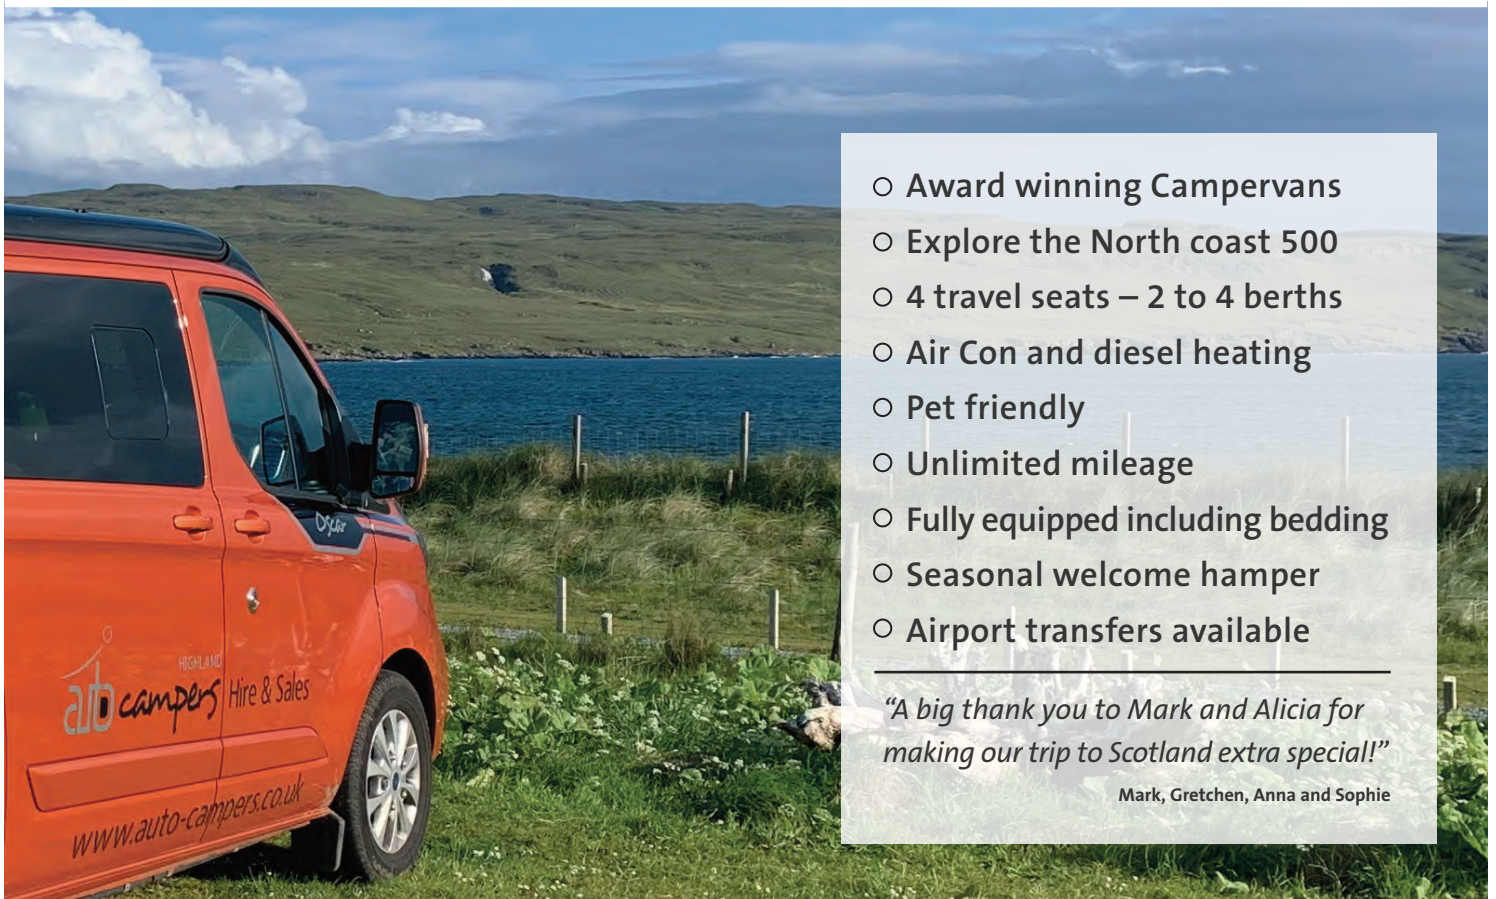 Award winning Campervans
Explore the North coast 500
4 travel seats – 2 to 4 berths
Air Con and diesel heating
Pet friendly
Unlimited mileage
Fully equipped including bedding
Seasonal welcome hamper
Airport transfers available
“A big thank you to Mark and Alicia for
making our trip to Scotland extra special!”
Mark, Gretchen, Anna and Sophie
Oscar
HIGHLAND
auto campers Hire & Sales
www.auto-campers.co.uk